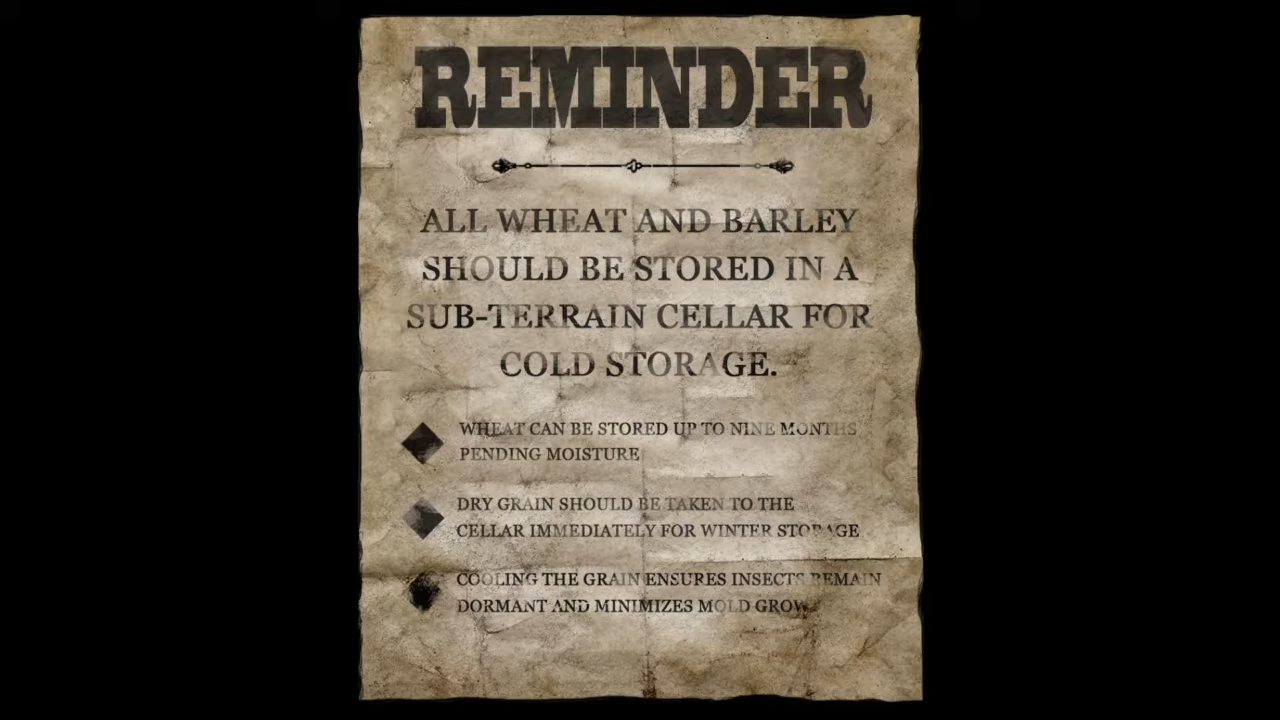 REMINDER
ALL WHEAT AND BARLEY
SHOULD BE STORED IN A
SUB-TERRAIN CELLAR FOR
COLD STORAGE.
WHEAT CAN BE STORED UP TO NINE MONTHS
PENDING MOISTURE
DRY GRAIN SHOULD BE TAKEN TO THE
CELLAR IMMEDIATELY FOR WINTER STORAGE
COOLING THE GRAIN ENSURES INSECTS REMAIN
DORMANT AND MINIMIZES MOLD